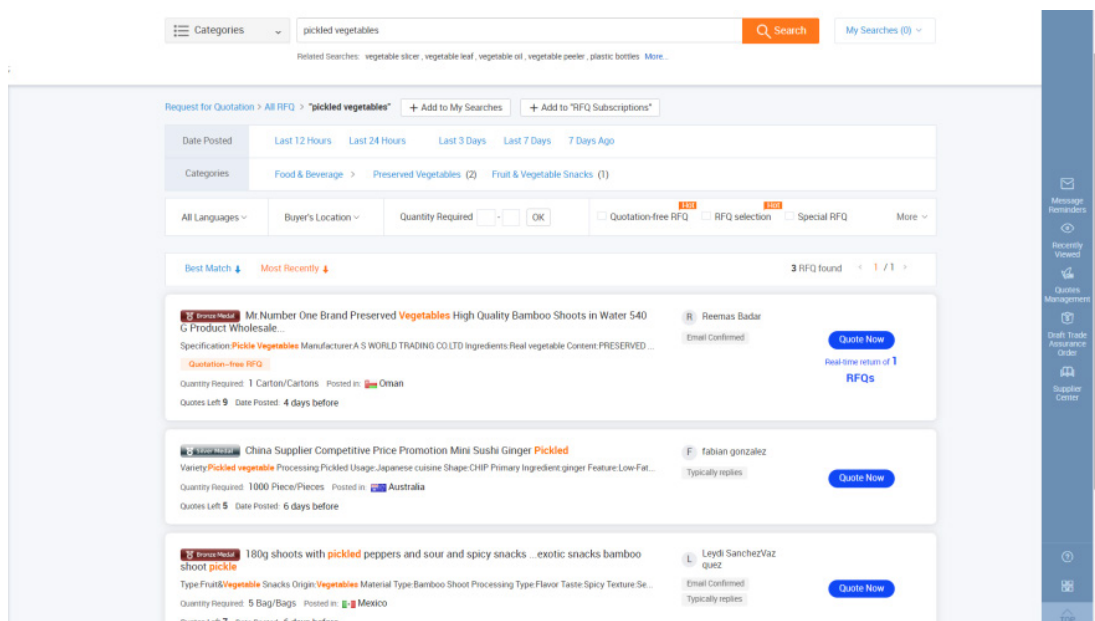 Categories
pickled vegetables
Search
My Searches (0)
Related Searches: vegetable slicer , vegetable leaf , vegetable oil , vegetable peeler , plastic bottles More...
Request for Quotation > All RFQ > "pickled vegetables" + Add to My Searches + Add to "RFQ Subscriptions"
Date Posted Last 12 Hours Last 24 Hours Last 3 Days Last 7 Days 7 Days Ago
Categories Food & Beverage > Preserved Vegetables (2) Fruit & Vegetable Snacks (1)
All Languages Buyer's Location Quantity Required - OK Quotation-free RFQ Hot RFQ selection Hot Special RFQ More
Best Match Most Recently 3 RFQ found < 1 / 1 >
Bronze Medal Mr.Number One Brand Preserved Vegetables High Quality Bamboo Shoots in Water 540
G Product Wholesale...
Specification:Pickle Vegetables Manufacturer:A S WORLD TRADING CO.LTD Ingredients:Real vegetable Content:PRESERVED ...
Quotation-free RFQ
Quantity Required: 1 Carton/Cartons Posted in: Oman
Quotes Left 9 Date Posted: 4 days before
R Reemas Badar
Email Confirmed
Quote Now
Real-time return of 1
RFQs
Silver Medal China Supplier Competitive Price Promotion Mini Sushi Ginger Pickled
Variety:Pickled vegetable Processing:Pickled Usage:Japanese cuisine Shape:CHIP Primary Ingredient:ginger Feature:Low-Fat...
Quantity Required: 1000 Piece/Pieces Posted in: Australia
Quotes Left 5 Date Posted: 6 days before
F fabian gonzalez
Typically replies
Quote Now
Bronze Medal 180g shoots with pickled peppers and sour and spicy snacks ...exotic snacks bamboo
shoot pickle
Type:Fruit&Vegetable Snacks Origin:Vegetables Material Type:Bamboo Shoot Processing Type:Flavor Taste:Spicy Texture:Se...
Quantity Required: 5 Bag/Bags Posted in: Mexico
L Leydi SanchezVaz
quez
Email Confirmed
Typically replies
Quote Now
Message
Reminders
Recently
Viewed
Quotes
Management
Draft Trade
Assurance
Order
Supplier
Center